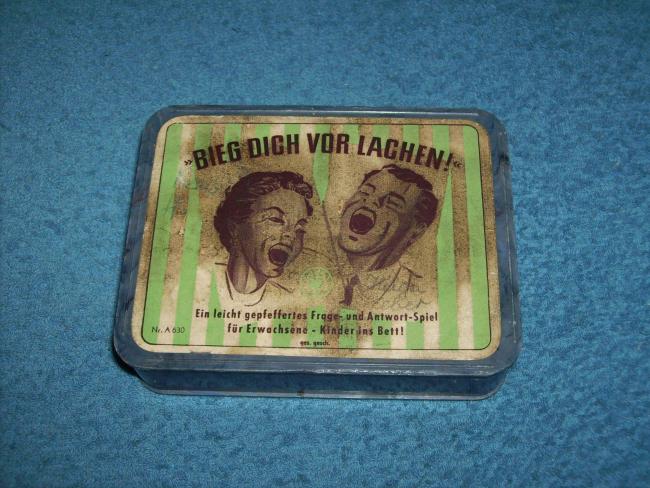 »BIEG DICH VOR LACHEN!«
Ein leicht gepfeffertes Frage- und Antwort-Spiel
für Erwachsene - Kinder ins Bett!
Nr. A 630
ges. gesch.